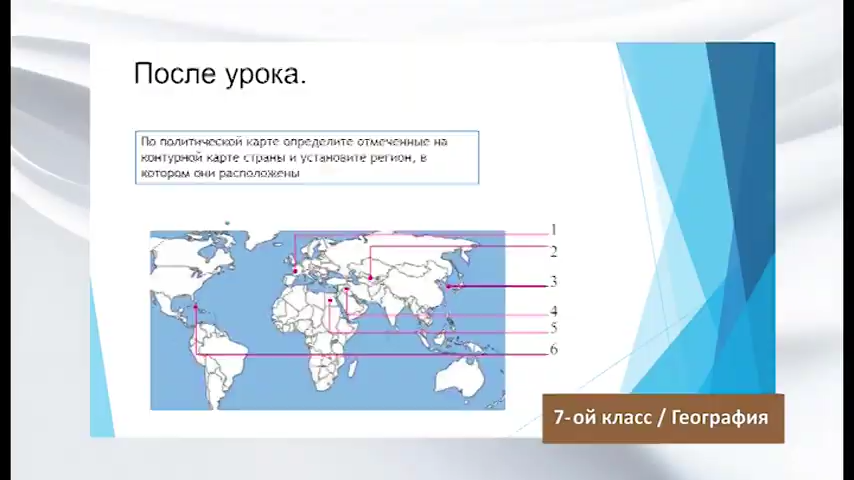 После урока.
По политической карте определите отмеченные на
контурной карте страны и установите регион, в
котором они расположены
1
2
3
4
5
6
7-ой класс / География